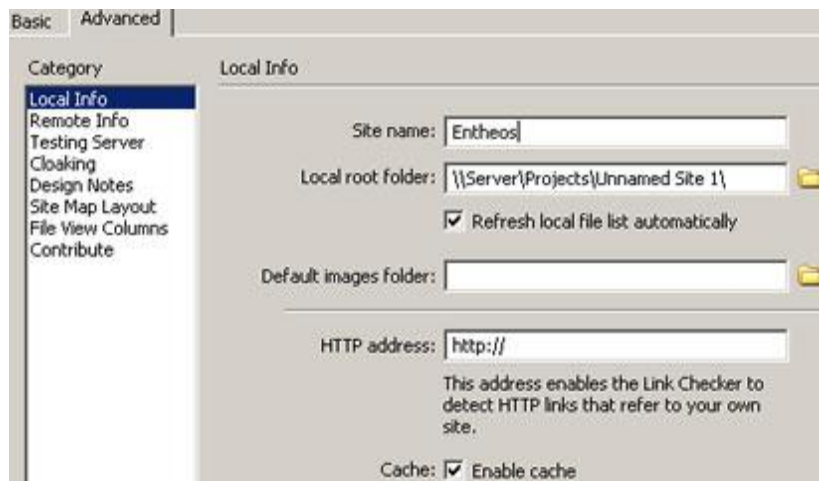 Basic Advanced
Category
Local Info
Remote Info
Testing Server
Cloaking
Design Notes
Site Map Layout
File View Columns
Contribute
Local Info
Site name: Entheos
Local root folder: \\Server\Projects\Unnamed Site 1\
Refresh local file list automatically
Default images folder:
HTTP address: http://
This address enables the Link Checker to
detect HTTP links that refer to your own
site.
Cache: Enable cache